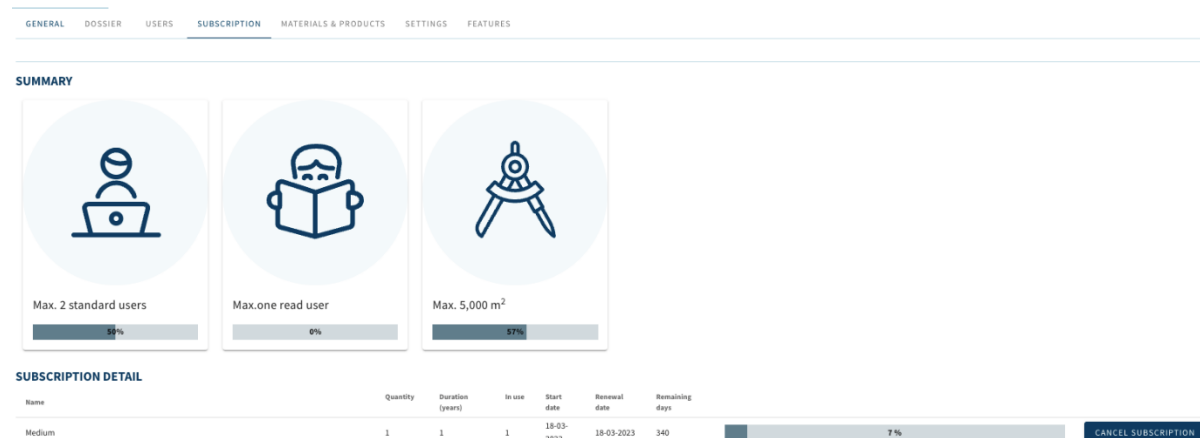 GENERAL DOSSIER USERS SUBSCRIPTION MATERIALS & PRODUCTS SETTINGS FEATURES
SUMMARY
Max. 2 standard users
50%
Max.one read user
0%
Max. 5,000 m²
57%
SUBSCRIPTION DETAIL
Name Quantity Duration (years) In use Start date Renewal date Remaining days
Medium 1 1 1 18-03- 18-03-2023 340 7 % CANCEL SUBSCRIPTION